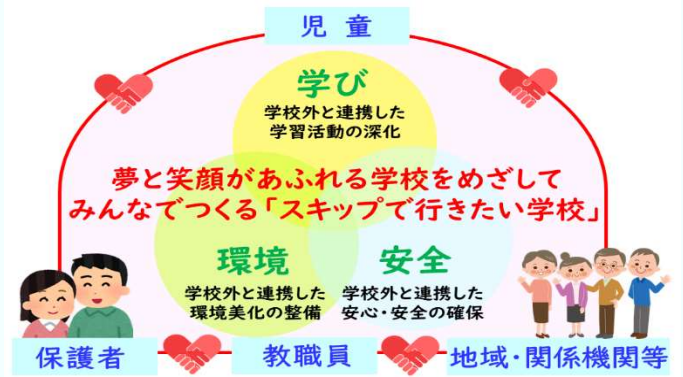 児童
学び
学校外と連携した
学習活動の深化
夢と笑顔があふれる学校をめざして
みんなでつくる「スキップで行きたい学校」
環境
学校外と連携した
環境美化の整備
安全
学校外と連携した
安心・安全の確保
保護者
教職員
地域・関係機関等